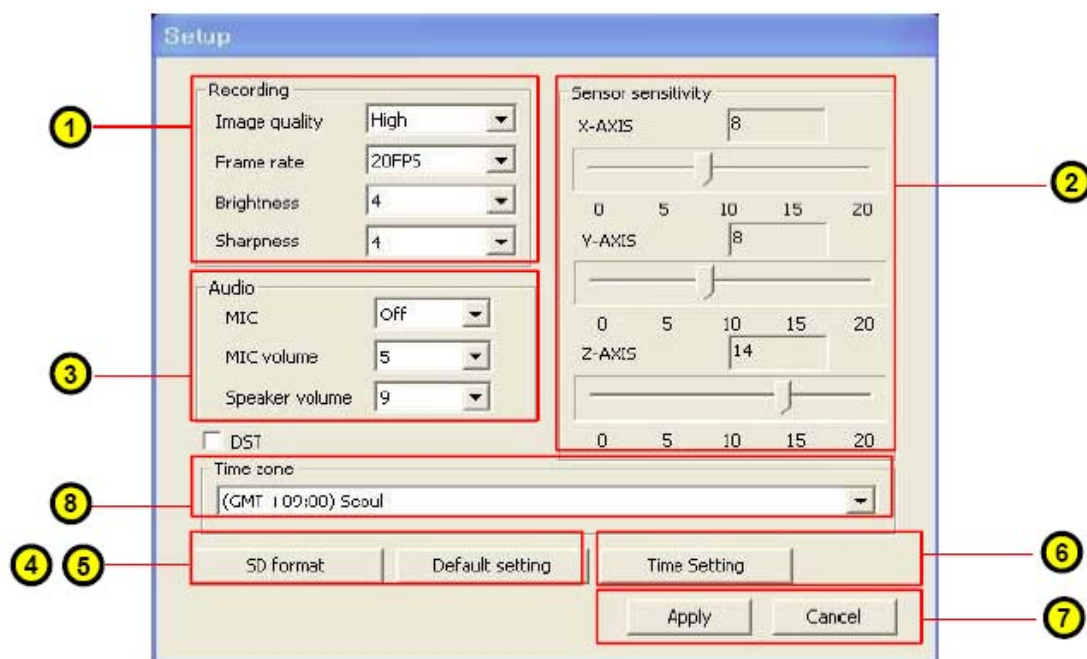 Setup
Recording
Image quality High
Frame rate 20FPS
Brightness 4
Sharpness 4
1
Sensor sensitivity
X-AXIS 8
0 5 10 15 20
Y-AXIS 8
0 5 10 15 20
Z-AXIS 14
0 5 10 15 20
2
Audio
MIC Off
MIC volume 5
Speaker volume 9
3
DST
Time zone
(GMT+09:00) Seoul
8
4 5
SD format Default setting Time Setting
6
Apply Cancel
7